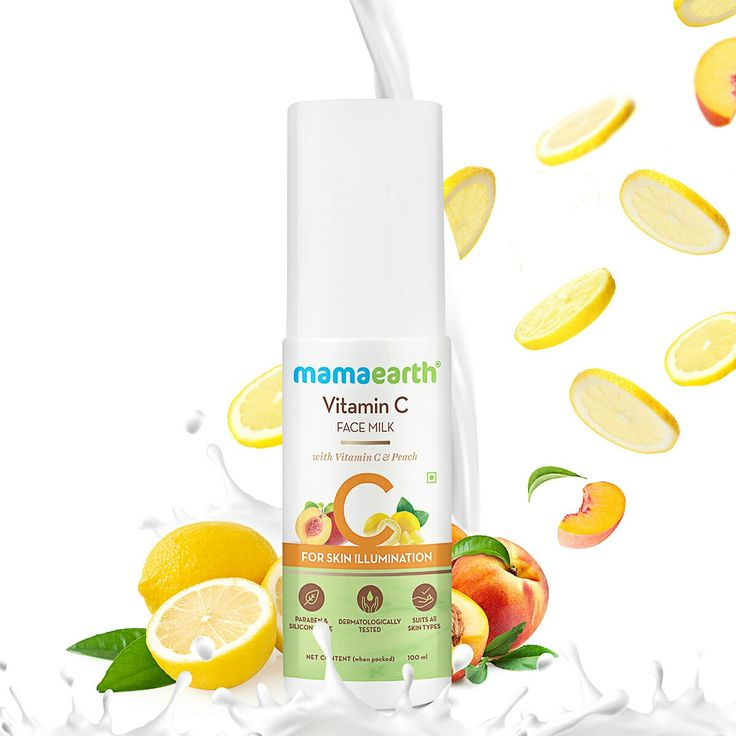 mamaearth®
Vitamin C
FACE MILK
with Vitamin C & Peach
C
FOR SKIN ILLUMINATION
PARABEN &
DERMATOLOGICALLY
TESTED
SUITS All
SKIN TYPES
NET CONTENT (when packed) 100 ml